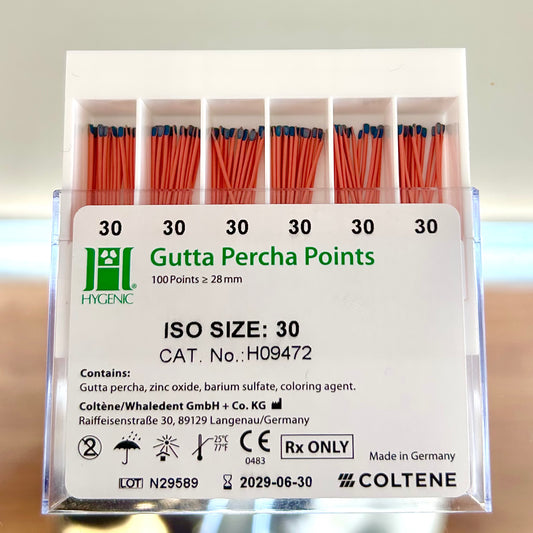 30 30 30 30 30 30
HYGENIC®
Gutta Percha Points
100 Points ≥ 28 mm
ISO SIZE: 30
CAT. No.:H09472
Contains:
Gutta percha, zinc oxide, barium sulfate, coloring agent.
Coltène/Whaledent GmbH + Co. KG
Raiffeisenstraße 30, 89129 Langenau/Germany
2 25°C 77°F CE 0483 Rx ONLY Made in Germany
LOT N29589 2029-06-30 COLTENE